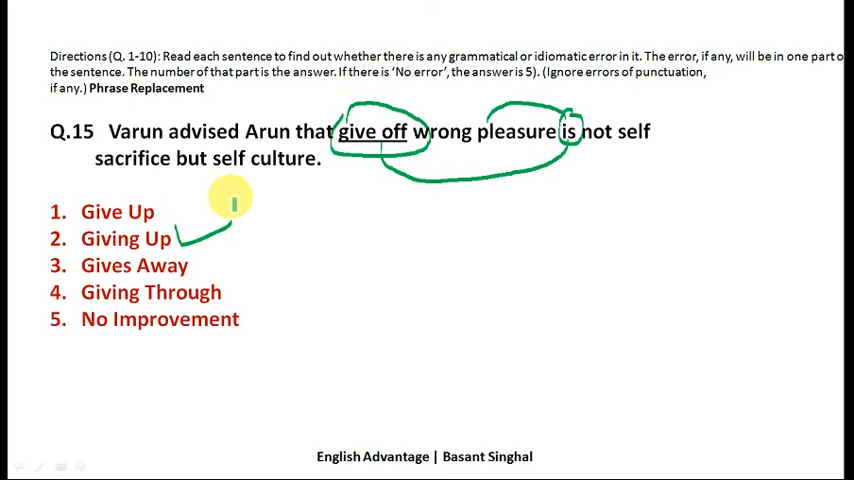 Directions (Q. 1-10): Read each sentence to find out whether there is any grammatical or idiomatic error in it. The error, if any, will be in one part o
the sentence. The number of that part is the answer. If there is 'No error', the answer is 5). (Ignore errors of punctuation,
if any.) Phrase Replacement
Q.15 Varun advised Arun that give off wrong pleasure is not self
sacrifice but self culture.
1. Give Up
2. Giving Up
3. Gives Away
4. Giving Through
5. No Improvement
English Advantage | Basant Singhal